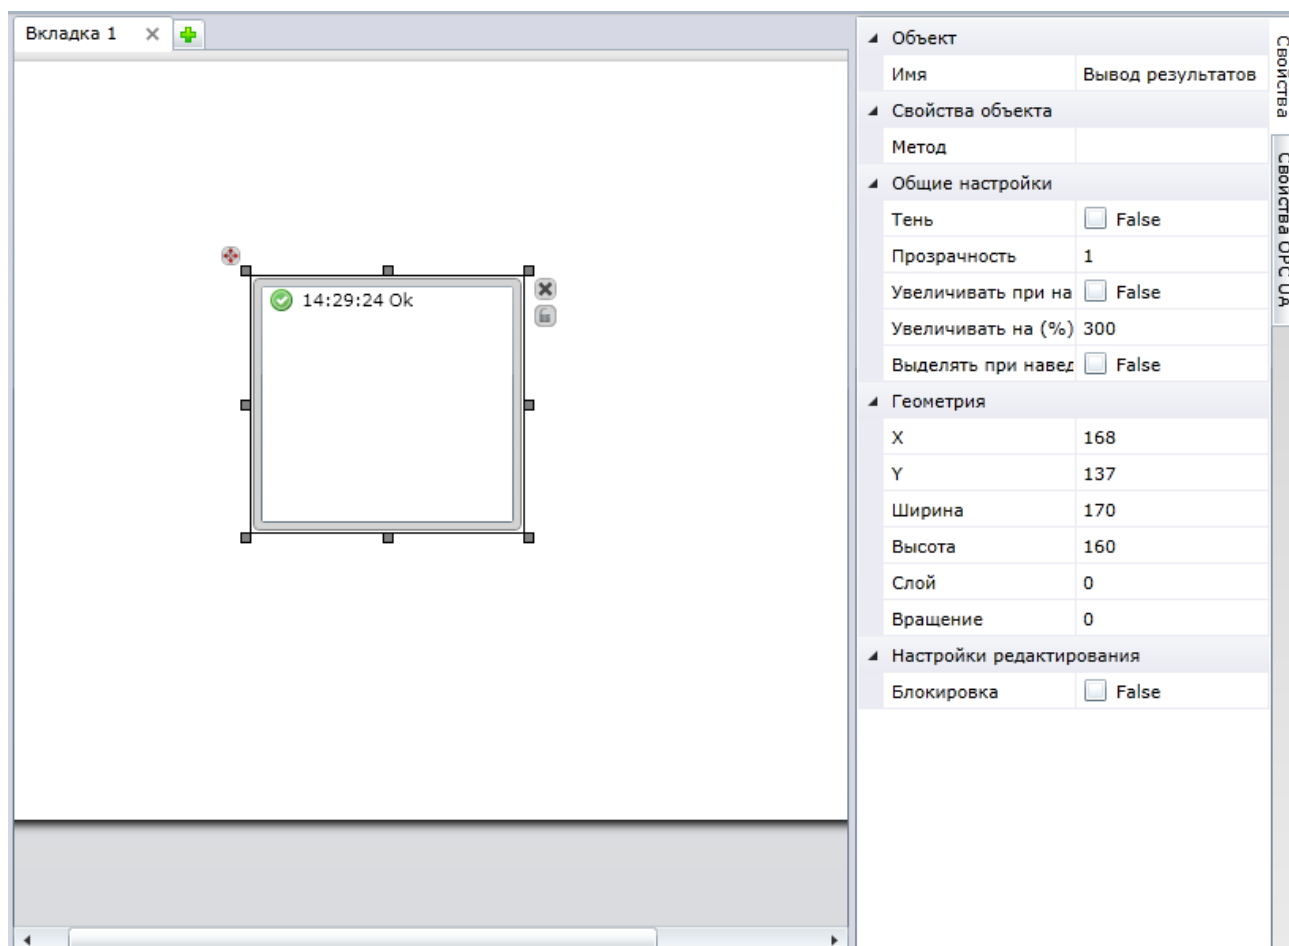 Вкладка 1
14:29:24 Ok
Объект
Имя Вывод результатов
Свойства объекта
Метод
Общие настройки
Тень False
Прозрачность 1
Увеличивать при на False
Увеличивать на (%) 300
Выделять при навед False
Геометрия
X 168
Y 137
Ширина 170
Высота 160
Слой 0
Вращение 0
Настройки редактирования
Блокировка False
Свойства
Свойства OPC UA